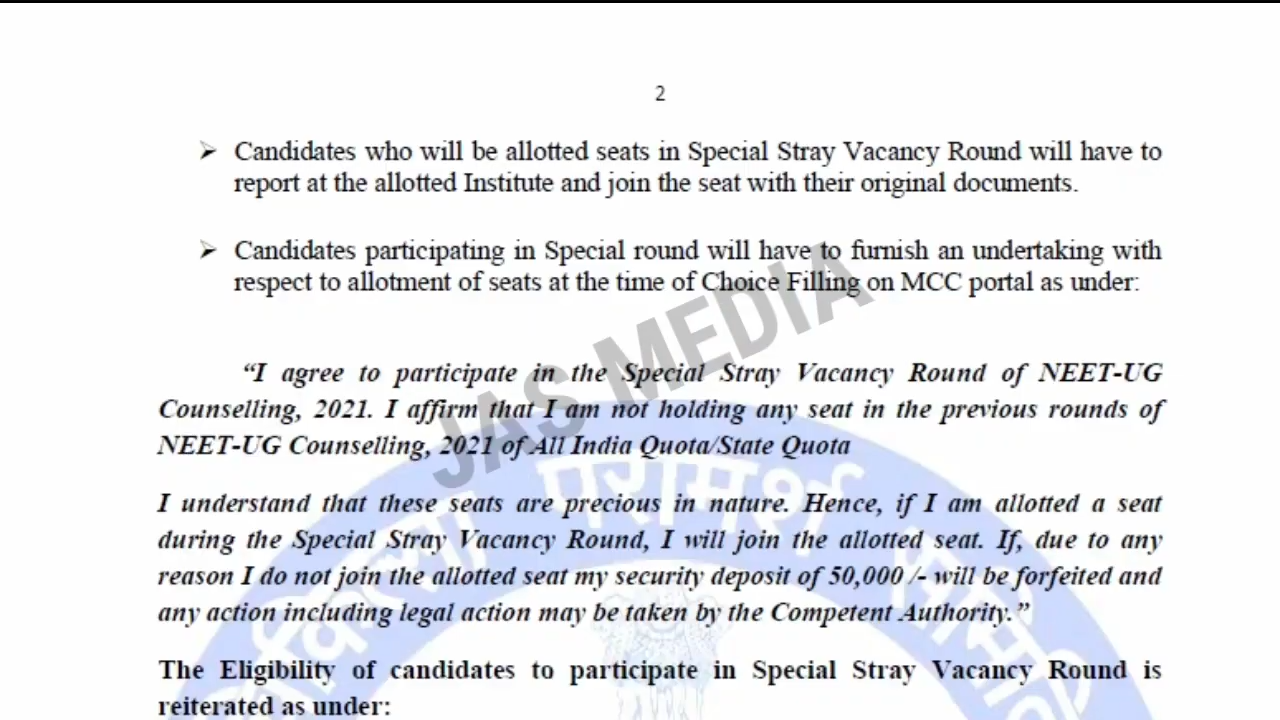 2
➢ Candidates who will be allotted seats in Special Stray Vacancy Round will have to
report at the allotted Institute and join the seat with their original documents.
➢ Candidates participating in Special round will have to furnish an undertaking with
respect to allotment of seats at the time of Choice Filling on MCC portal as under:
JAS MEDIA
“I agree to participate in the Special Stray Vacancy Round of NEET-UG
Counselling, 2021. I affirm that I am not holding any seat in the previous rounds of
NEET-UG Counselling, 2021 of All India Quota/State Quota
I understand that these seats are precious in nature. Hence, if I am allotted a seat
during the Special Stray Vacancy Round, I will join the allotted seat. If, due to any
reason I do not join the allotted seat my security deposit of 50,000 /- will be forfeited and
any action including legal action may be taken by the Competent Authority.”
The Eligibility of candidates to participate in Special Stray Vacancy Round is
reiterated as under:
परामर्श